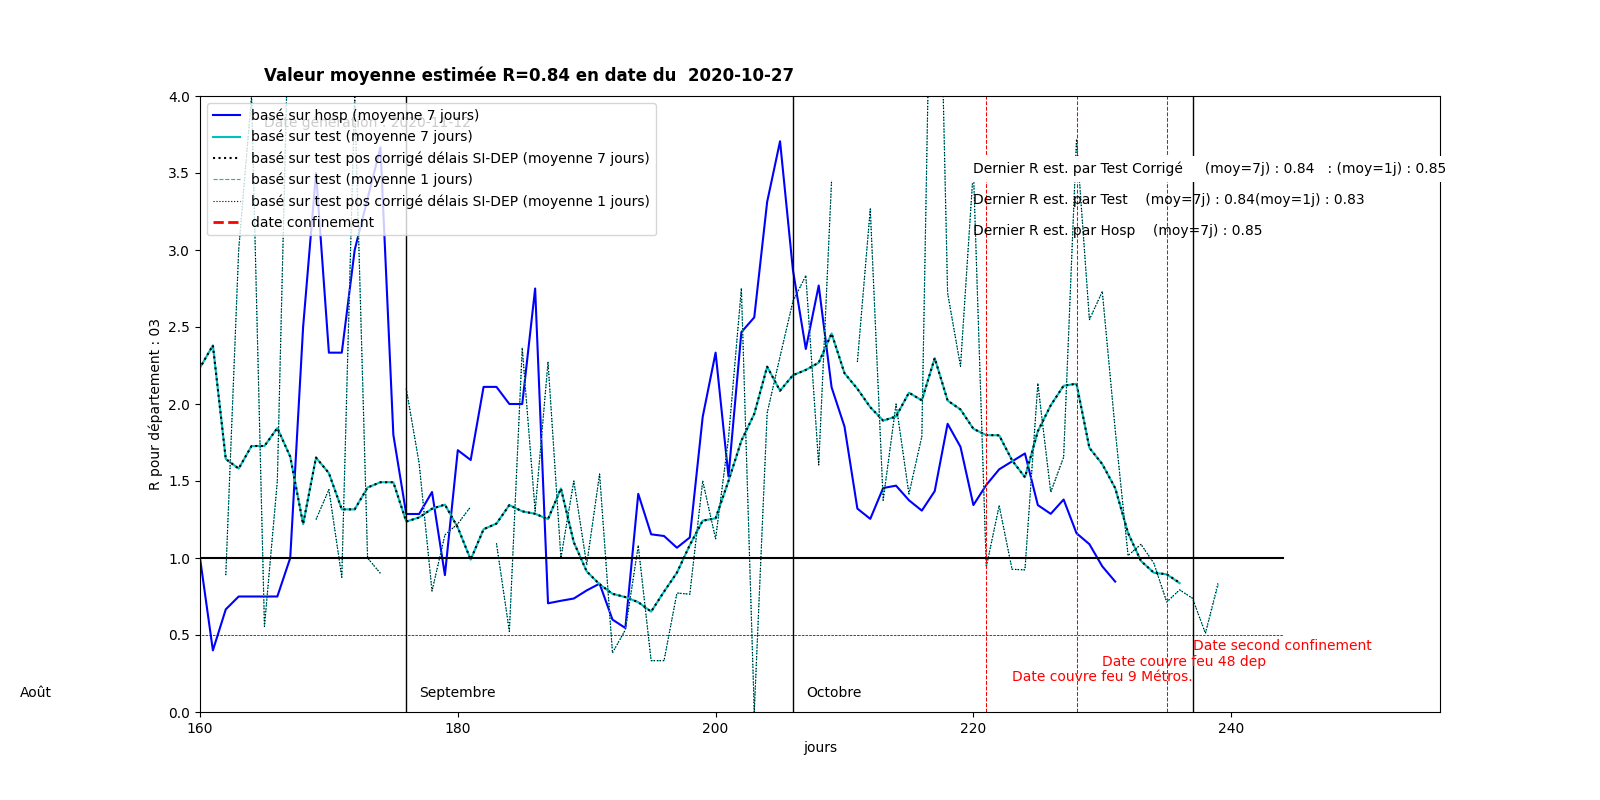 Valeur moyenne estimée R=0.84 en date du  2020-10-27
Date génération : 2020-11-12
basé sur hosp (moyenne 7 jours)
basé sur test (moyenne 7 jours)
basé sur test pos corrigé délais SI-DEP (moyenne 7 jours)
basé sur test (moyenne 1 jours)
basé sur test pos corrigé délais SI-DEP (moyenne 1 jours)
date confinement
Dernier R est. par Test Corrigé (moy=7j) : 0.84 : (moy=1j) : 0.85
Dernier R est. par Test (moy=7j) : 0.84(moy=1j) : 0.83
Dernier R est. par Hosp (moy=7j) : 0.85
4.0
3.5
3.0
2.5
2.0
1.5
1.0
0.5
0.0
R pour département : 03
Date second confinement
Date couvre feu 48 dep
Date couvre feu 9 Métros.
Août
Septembre
Octobre
160
180
200
220
240
jours